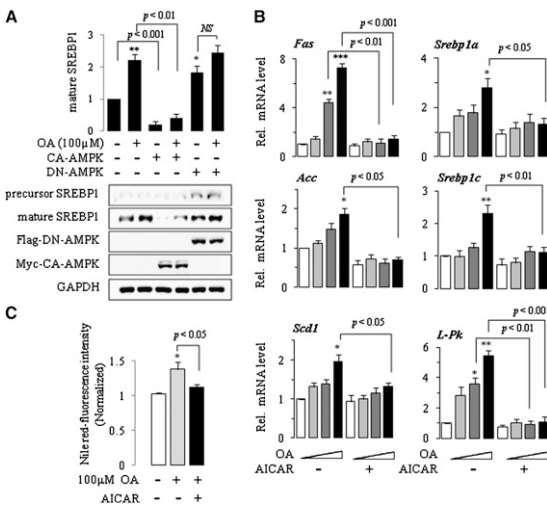 A
p < 0.01
p < 0.001
NS
mature SREBP1
3
2
1
0
**
*
OA (100μM) - + - + - +
CA-AMPK - - + + - -
DN-AMPK - - - - + +
precursor SREBP1
mature SREBP1
Flag-DN-AMPK
Myc-CA-AMPK
GAPDH
B
Fas
p < 0.001
p < 0.01
Rel. mRNA level
8
4
0
**
***
Srebp1a
p < 0.05
4
3
2
1
0
*
Acc
p < 0.05
Rel. mRNA level
3
2
1
0
*
Srebp1c
p < 0.01
4
3
2
1
0
**
Scd1
p < 0.05
Rel. mRNA level
3
2
1
0
*
L-Pk
p < 0.01
6
4
2
0
*
**
OA
AICAR - +
OA
AICAR - +
C
p < 0.05
Nile red-fluorescence intensity
(Normalized)
1.5
1
0.5
0
*
100μM OA - + +
AICAR - - +